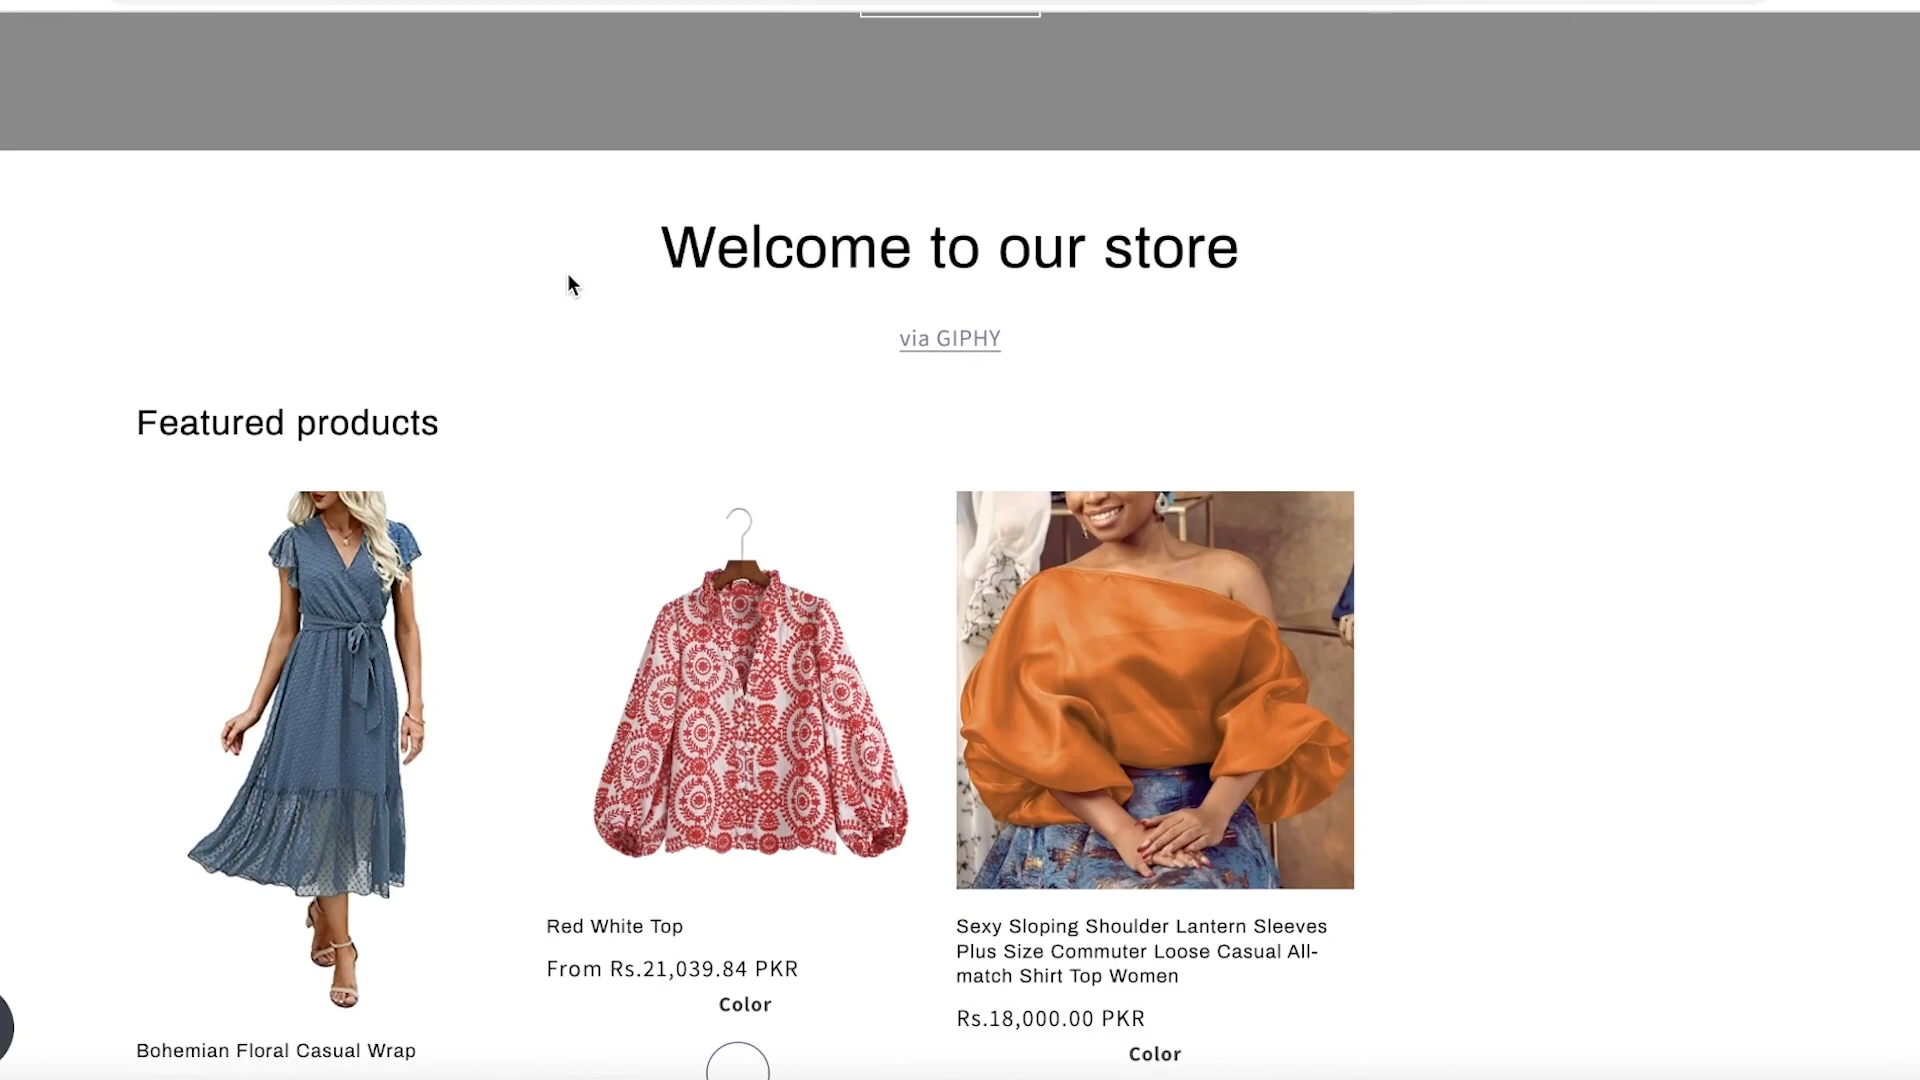 Welcome to our store
via GIPHY
Featured products
Red White Top
From Rs.21,039.84 PKR
Color
Sexy Sloping Shoulder Lantern Sleeves
Plus Size Commuter Loose Casual All-
match Shirt Top Women
Rs.18,000.00 PKR
Color
Bohemian Floral Casual Wrap